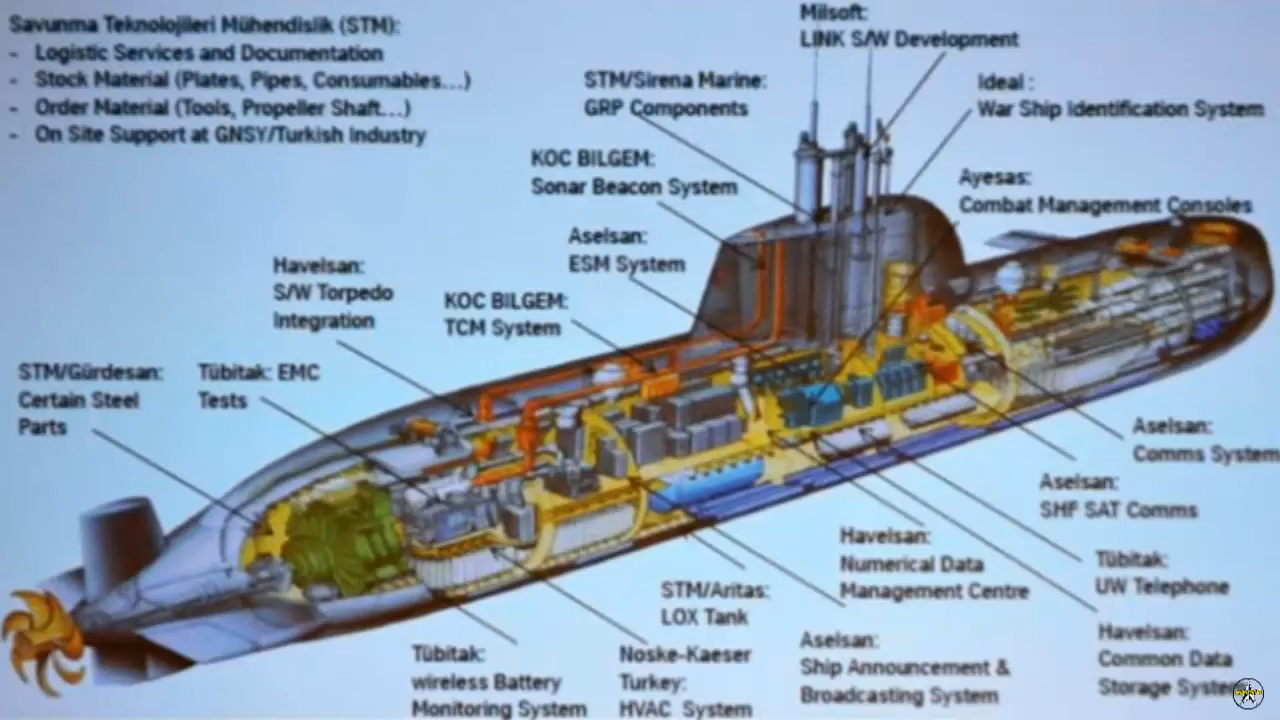 Savunma Teknolojileri Mühendislik (STM):
- Logistic Services and Documentation
- Stock Material (Plates, Pipes, Consumables...)
- Order Material (Tools, Propeller Shaft...)
- On Site Support at GNSY/Turkish Industry
Milsoft:
LINK S/W Development
STM/Sirena Marine:
GRP Components
Ideal :
War Ship Identification System
KOC BILGEM:
Sonar Beacon System
Ayesas:
Combat Management Consoles
Aselsan:
ESM System
Havelsan:
S/W Torpedo
Integration
KOC BILGEM:
TCM System
STM/Gürdesan:
Certain Steel
Parts
Tübitak: EMC
Tests
Aselsan:
Comms System
Aselsan:
SHF SAT Comms
Havelsan:
Numerical Data
Management Centre
Tübitak:
UW Telephone
STM/Aritas:
LOX Tank
Havelsan:
Common Data
Storage System
Aselsan:
Ship Announcement &
Broadcasting System
Tübitak:
wireless Battery
Monitoring System
Noske-Kaeser
Turkey:
HVAC System